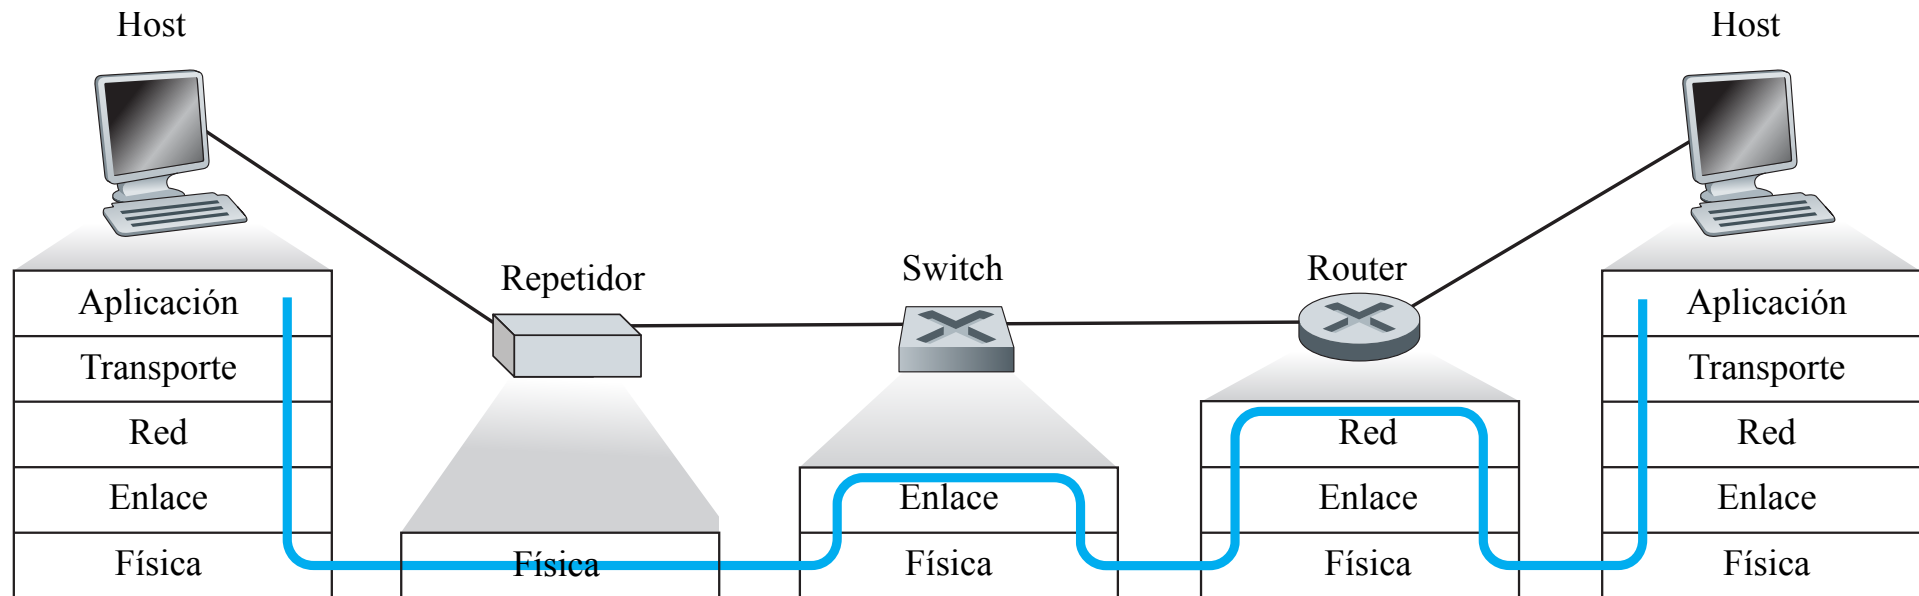 Host
Host
Repetidor
Switch
Router
Aplicación
Transporte
Red
Enlace
Física
Física
Enlace
Física
Red
Enlace
Física
Aplicación
Transporte
Red
Enlace
Física